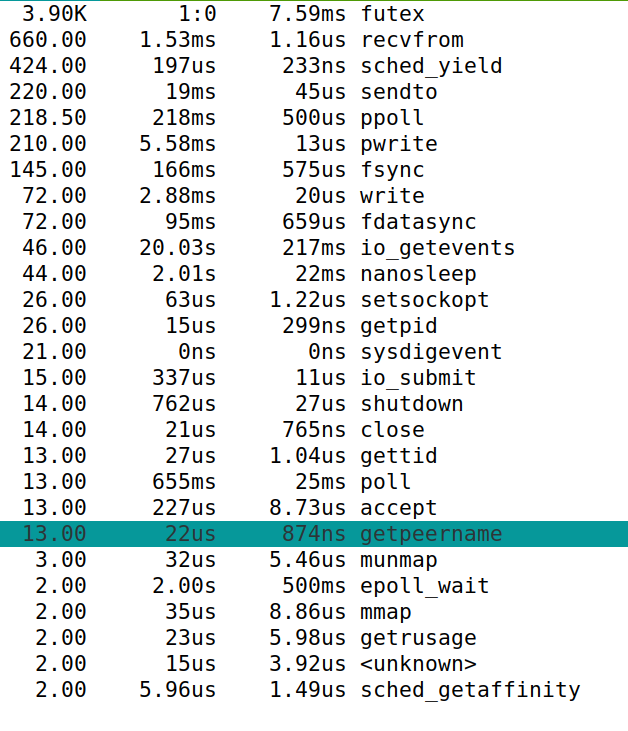 3.90K 1:0 7.59ms futex
660.00 1.53ms 1.16us recvfrom
424.00 197us 233ns sched_yield
220.00 19ms 45us sendto
218.50 218ms 500us ppoll
210.00 5.58ms 13us pwrite
145.00 166ms 575us fsync
72.00 2.88ms 20us write
72.00 95ms 659us fdatasync
46.00 20.03s 217ms io_getevents
44.00 2.01s 22ms nanosleep
26.00 63us 1.22us setsockopt
26.00 15us 299ns getpid
21.00 0ns 0ns sysdigevent
15.00 337us 11us io_submit
14.00 762us 27us shutdown
14.00 21us 765ns close
13.00 27us 1.04us gettid
13.00 655ms 25ms poll
13.00 227us 8.73us accept
13.00 22us 874ns getpeername
3.00 32us 5.46us munmap
2.00 2.00s 500ms epoll_wait
2.00 35us 8.86us mmap
2.00 23us 5.98us getrusage
2.00 15us 3.92us <unknown>
2.00 5.96us 1.49us sched_getaffinity